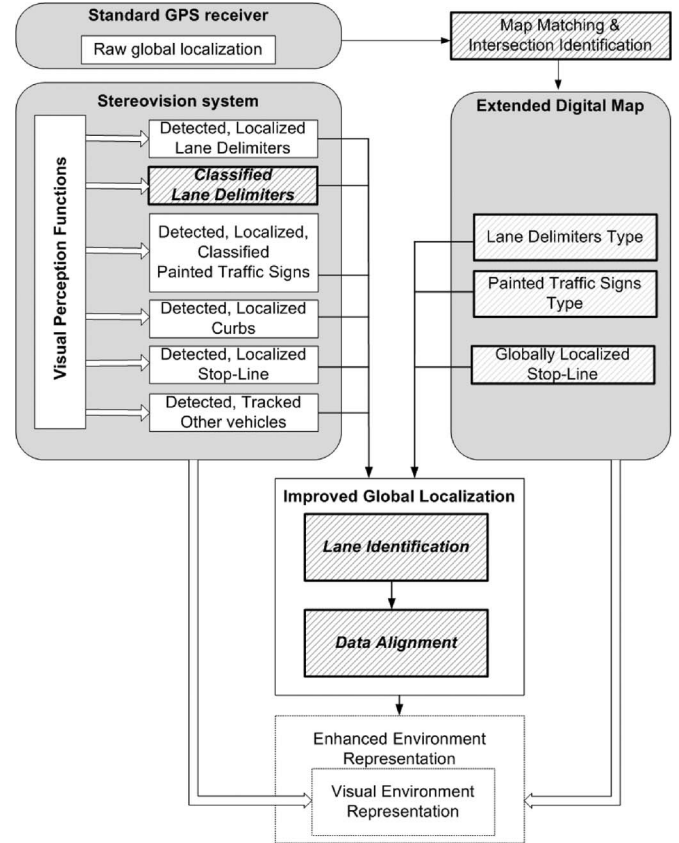 Standard GPS receiver
Raw global localization
Map Matching &
Intersection Identification
Stereovision system
Visual Perception Functions
Detected, Localized
Lane Delimiters
Classified
Lane Delimiters
Detected, Localized,
Classified
Painted Traffic Signs
Detected, Localized
Curbs
Detected, Localized
Stop-Line
Detected, Tracked
Other vehicles
Extended Digital Map
Lane Delimiters Type
Painted Traffic Signs
Type
Globally Localized
Stop-Line
Improved Global Localization
Lane Identification
Data Alignment
Enhanced Environment
Representation
Visual Environment
Representation